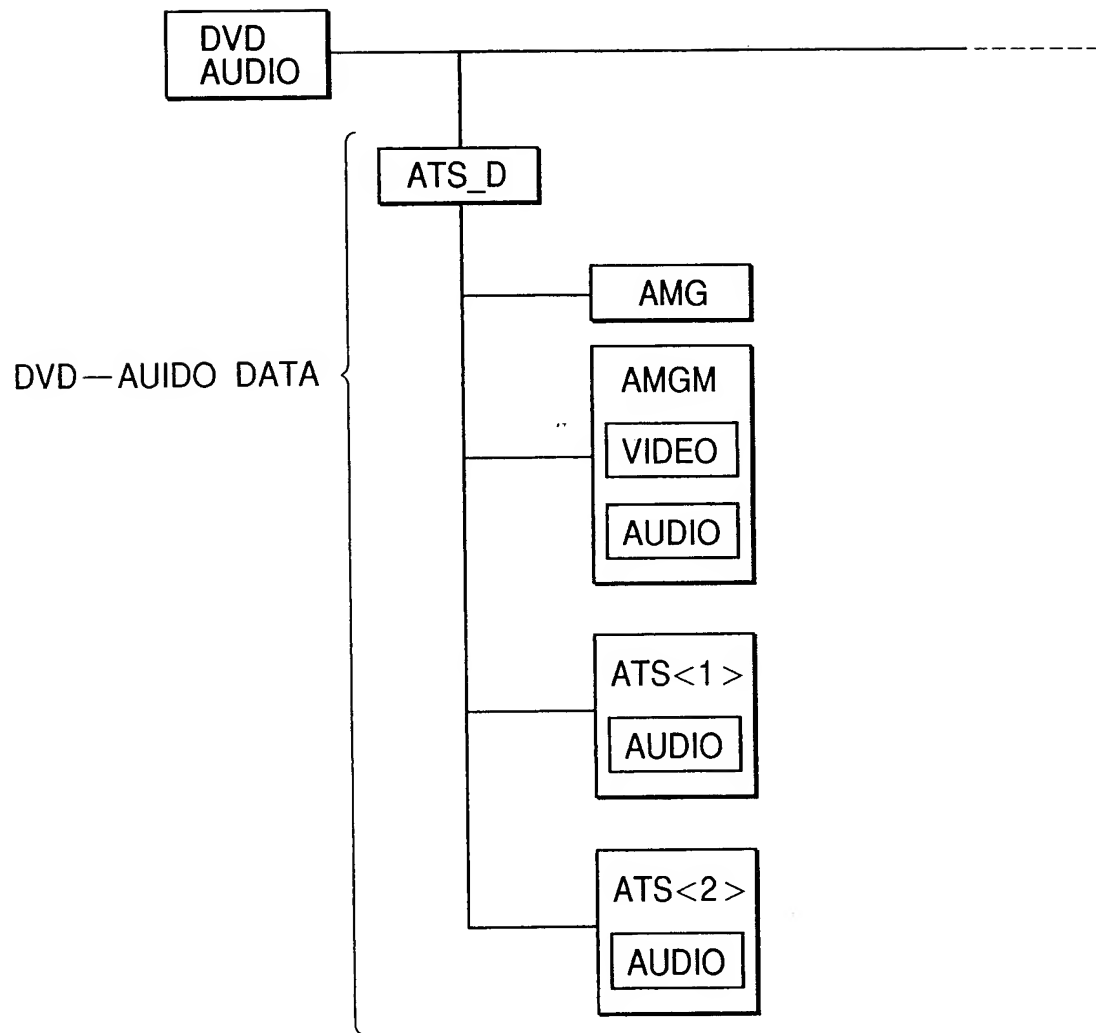 DVD
AUDIO
ATS_D
AMG
DVD—AUIDO DATA
AMGM
VIDEO
AUDIO
ATS<1>
AUDIO
ATS<2>
AUDIO